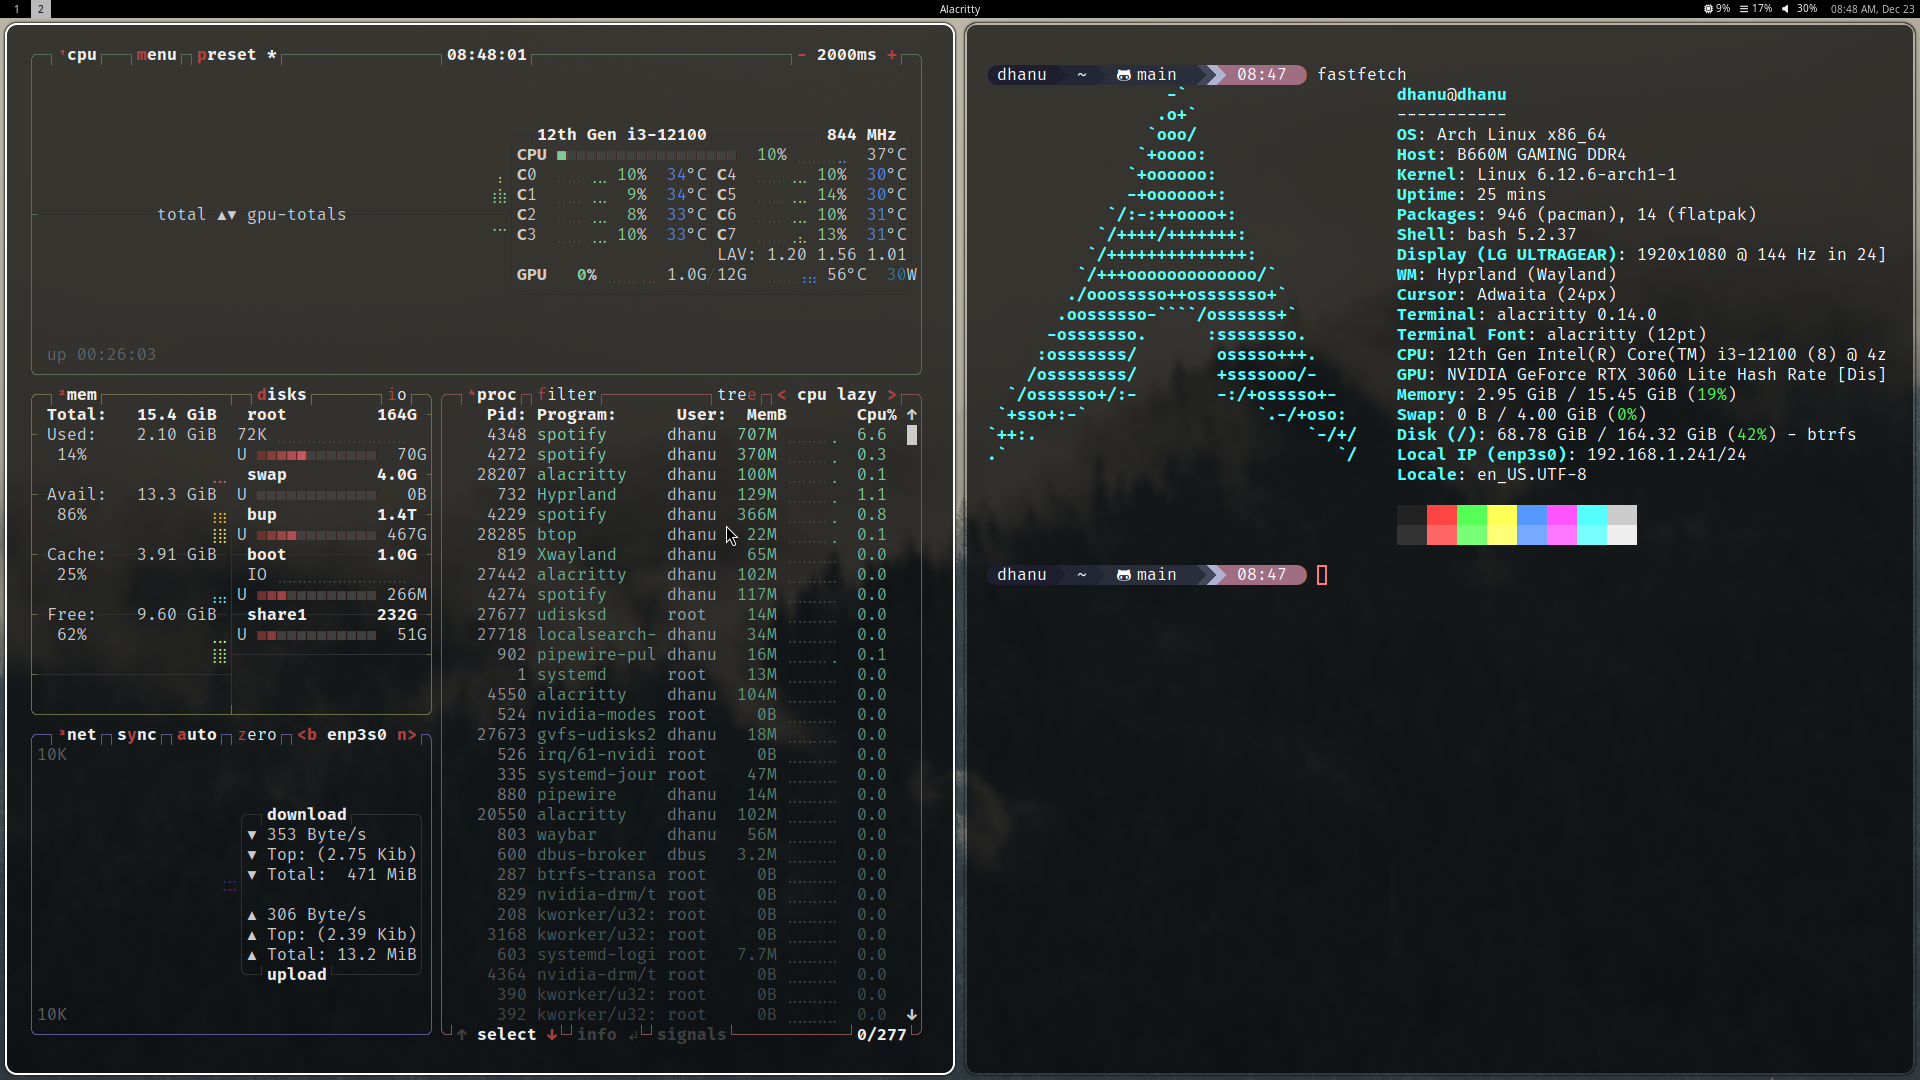 1 2 Alacritty 9% 17% 30% 08:48 AM, Dec 23
¹cpu menu preset * 08:48:01 - 2000ms +
12th Gen i3-12100 844 MHz
CPU 10% 37°C
C0 10% 34°C C4 10% 30°C
C1 9% 34°C C5 14% 30°C
total ▲▼ gpu-totals C2 8% 33°C C6 10% 31°C
C3 10% 33°C C7 13% 31°C
LAV: 1.20 1.56 1.01
GPU 0% 1.0G/12G 56°C 30W
up 00:26:03
²mem disks io
Total: 15.4 GiB root 164G
Used: 2.10 GiB 72K
14% U 70G
swap 4.0G
Avail: 13.3 GiB U 0B
86% bup 1.4T
U 467G
Cache: 3.91 GiB boot 1.0G
25% IO
U 266M
Free: 9.60 GiB share1 232G
62% U 51G
³net sync auto zero <b enp3s0 n>
10K
download
▼ 353 Byte/s
▼ Top: (2.75 Kib)
▼ Total: 471 MiB
▲ 306 Byte/s
▲ Top: (2.39 Kib)
▲ Total: 13.2 MiB
upload
10K
⁴proc filter tree < cpu lazy >
Pid: Program: User: MemB Cpu% ↑
4348 spotify dhanu 707M 6.6
4272 spotify dhanu 370M 0.3
28207 alacritty dhanu 100M 0.1
732 Hyprland dhanu 129M 1.1
4229 spotify dhanu 366M 0.8
28285 btop dhanu 22M 0.1
819 Xwayland dhanu 65M 0.0
27442 alacritty dhanu 102M 0.0
4274 spotify dhanu 117M 0.0
27677 udisksd root 14M 0.0
27718 localsearch- dhanu 34M 0.0
902 pipewire-pul dhanu 16M 0.1
1 systemd root 13M 0.0
4550 alacritty dhanu 104M 0.0
524 nvidia-modes root 0B 0.0
27673 gvfs-udisks2 dhanu 18M 0.0
526 irq/61-nvidi root 0B 0.0
335 systemd-jour root 47M 0.0
880 pipewire dhanu 14M 0.0
20550 alacritty dhanu 102M 0.0
803 waybar dhanu 56M 0.0
600 dbus-broker dbus 3.2M 0.0
287 btrfs-transa root 0B 0.0
829 nvidia-drm/t root 0B 0.0
208 kworker/u32: root 0B 0.0
3168 kworker/u32: root 0B 0.0
603 systemd-logi root 7.7M 0.0
4364 nvidia-drm/t root 0B 0.0
390 kworker/u32: root 0B 0.0
392 kworker/u32: root 0B 0.0 ↓
↑ select ↓ info ↲ signals 0/277
dhanu ~ main 08:47 fastfetch
-`
.o+`
`ooo/
`+oooo:
`+oooooo:
-+oooooo+:
`/:-:++oooo+:
`/++++/+++++++:
`/++++++++++++++:
`/+++ooooooooooooo/`
./ooosssso++osssssso+`
.oossssso-````/ossssss+`
-osssssso. :ssssssso.
:osssssss/ osssso+++.
/ossssssss/ +ssssooo/-
`/ossssso+/:- -:/+osssso+-
`+sso+:-` `.-/+oso:
`++:. `-/+/
.` `/
dhanu@dhanu
-----------
OS: Arch Linux x86_64
Host: B660M GAMING DDR4
Kernel: Linux 6.12.6-arch1-1
Uptime: 25 mins
Packages: 946 (pacman), 14 (flatpak)
Shell: bash 5.2.37
Display (LG ULTRAGEAR): 1920x1080 @ 144 Hz in 24]
WM: Hyprland (Wayland)
Cursor: Adwaita (24px)
Terminal: alacritty 0.14.0
Terminal Font: alacritty (12pt)
CPU: 12th Gen Intel(R) Core(TM) i3-12100 (8) @ 4z
GPU: NVIDIA GeForce RTX 3060 Lite Hash Rate [Dis]
Memory: 2.95 GiB / 15.45 GiB (19%)
Swap: 0 B / 4.00 GiB (0%)
Disk (/): 68.78 GiB / 164.32 GiB (42%) - btrfs
Local IP (enp3s0): 192.168.1.241/24
Locale: en_US.UTF-8
dhanu ~ main 08:47